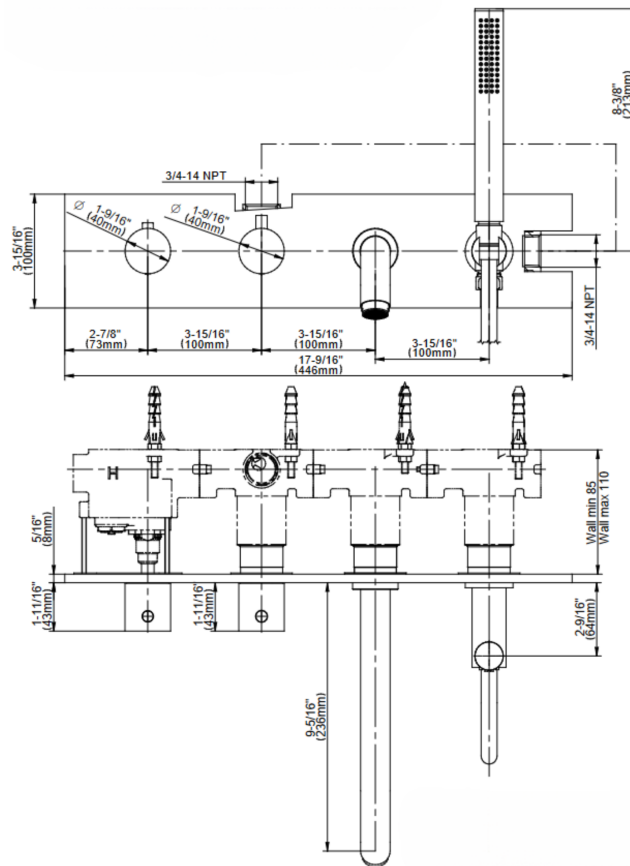 8-3/8"
(213mm)
3/4-14 NPT
Ø 1-9/16"
(40mm)
Ø 1-9/16"
(40mm)
3-15/16"
(100mm)
3/4-14 NPT
2-7/8"
(73mm)
3-15/16"
(100mm)
3-15/16"
(100mm)
3-15/16"
(100mm)
17-9/16"
(446mm)
H
Wall min 85
Wall max 110
5/16"
(8mm)
1-11/16"
(43mm)
1-11/16"
(43mm)
2-9/16"
(64mm)
9-5/16"
(236mm)